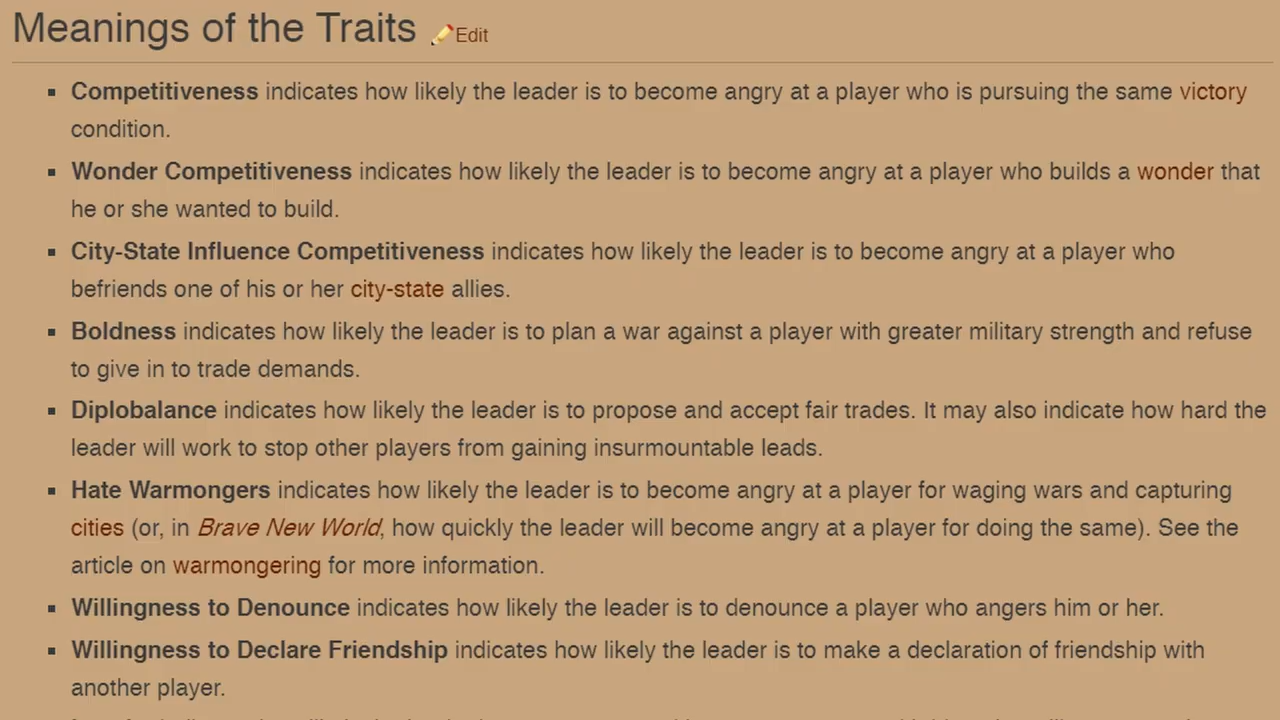 Meanings of the Traits Edit
Competitiveness indicates how likely the leader is to become angry at a player who is pursuing the same victory
condition.
Wonder Competitiveness indicates how likely the leader is to become angry at a player who builds a wonder that
he or she wanted to build.
City-State Influence Competitiveness indicates how likely the leader is to become angry at a player who
befriends one of his or her city-state allies.
Boldness indicates how likely the leader is to plan a war against a player with greater military strength and refuse
to give in to trade demands.
Diplobalance indicates how likely the leader is to propose and accept fair trades. It may also indicate how hard the
leader will work to stop other players from gaining insurmountable leads.
Hate Warmongers indicates how likely the leader is to become angry at a player for waging wars and capturing
cities (or, in Brave New World, how quickly the leader will become angry at a player for doing the same). See the
article on warmongering for more information.
Willingness to Denounce indicates how likely the leader is to denounce a player who angers him or her.
Willingness to Declare Friendship indicates how likely the leader is to make a declaration of friendship with
another player.